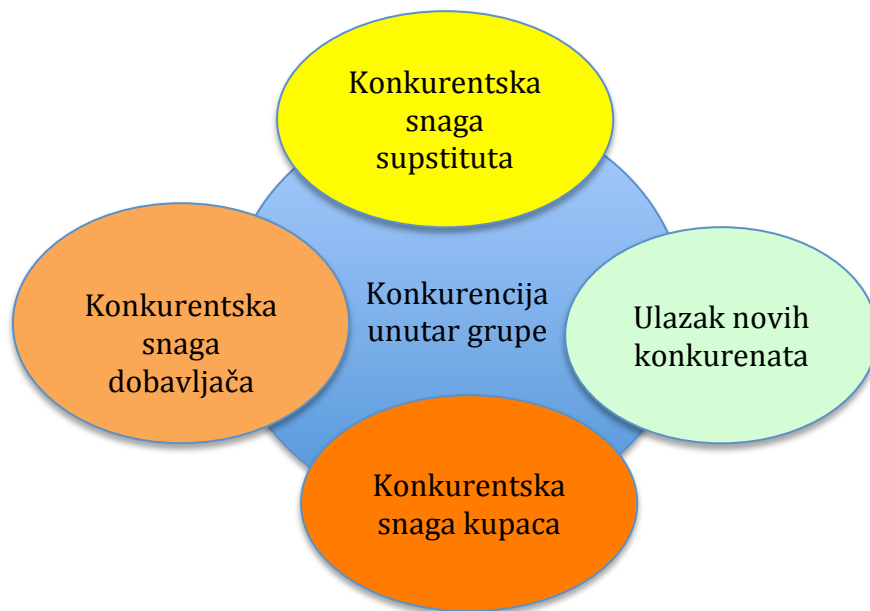 Konkurentska
snaga
supstituta
Konkurentska
snaga
dobavljača
Konkurencija
unutar grupe
Ulazak novih
konkurenata
Konkurentska
snaga kupaca